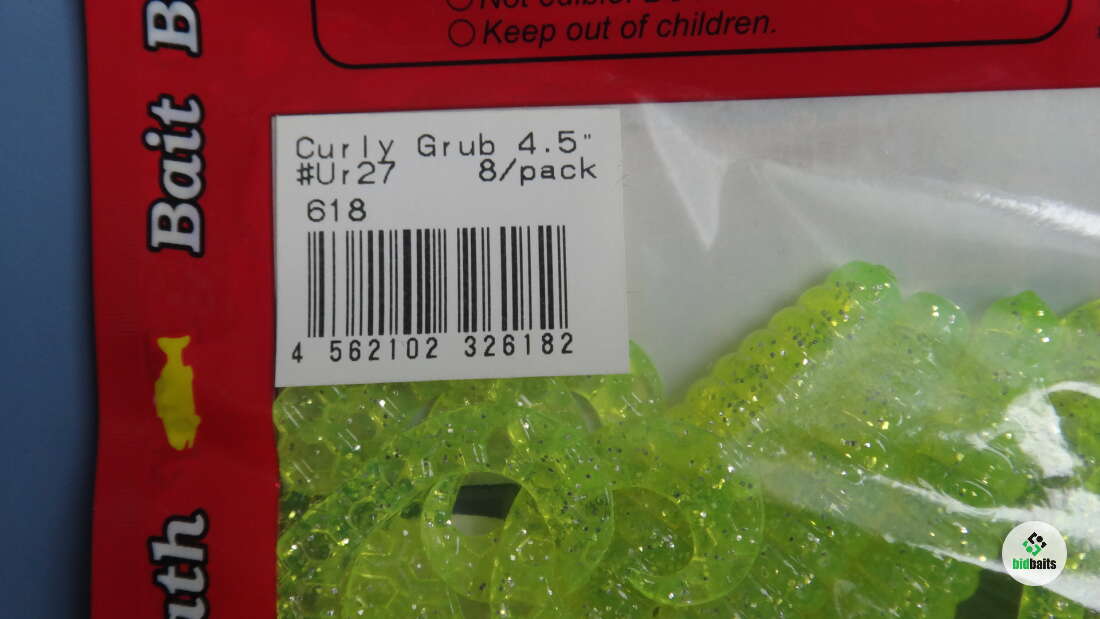 Keep out of children.
Curly Grub 4.5"
#Ur27 8/pack
618
4 562102 326182
Bait
bidbaits